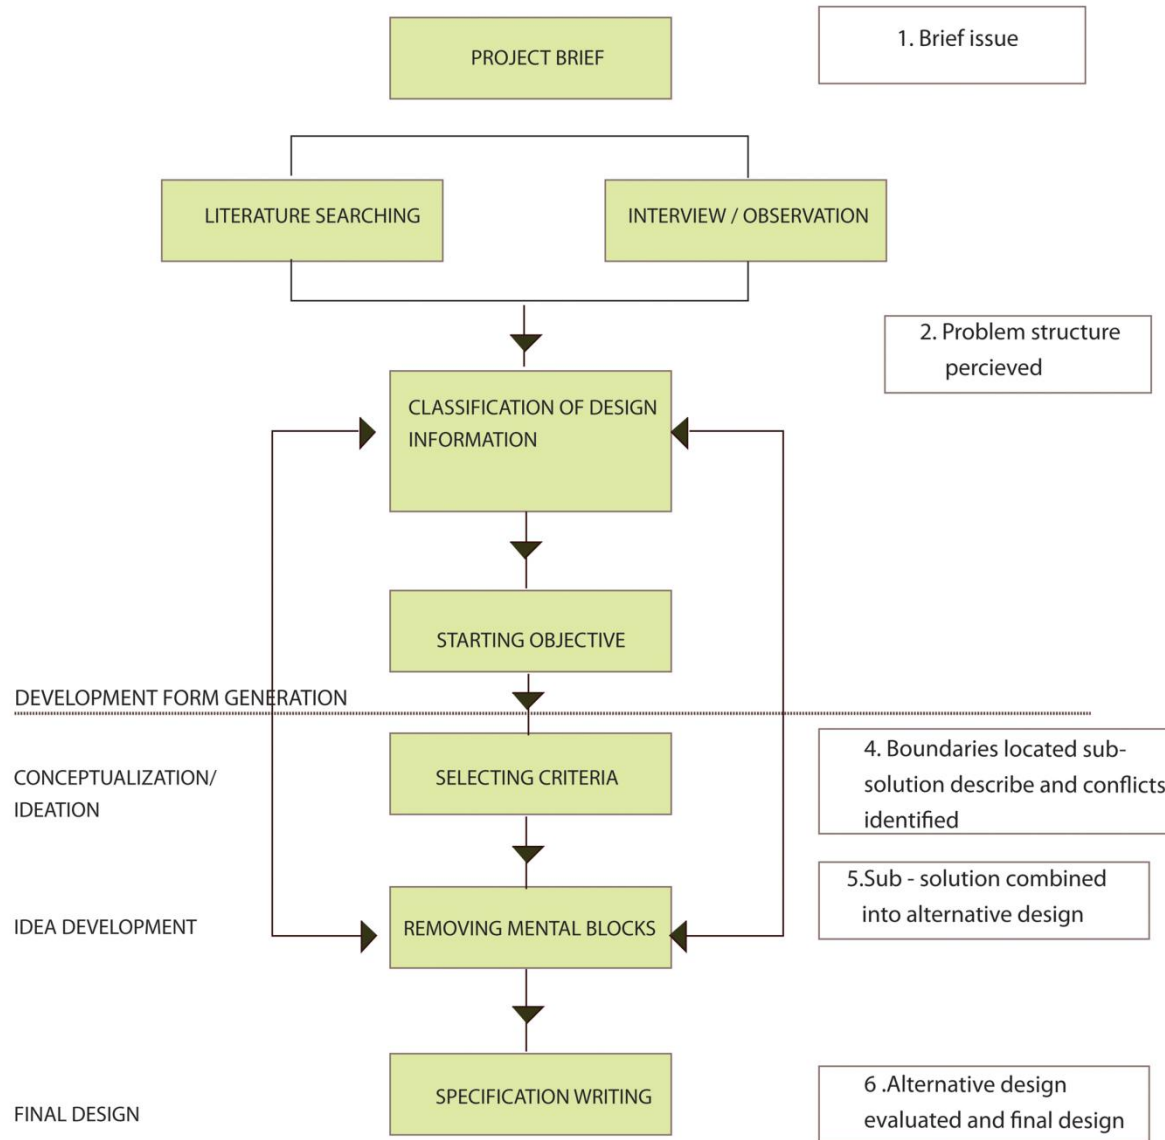 PROJECT BRIEF
1. Brief issue
LITERATURE SEARCHING
INTERVIEW / OBSERVATION
2. Problem structure
percieved
CLASSIFICATION OF DESIGN
INFORMATION
STARTING OBJECTIVE
DEVELOPMENT FORM GENERATION
CONCEPTUALIZATION/
IDEATION
SELECTING CRITERIA
4. Boundaries located sub-
solution describe and conflicts
identified
IDEA DEVELOPMENT
REMOVING MENTAL BLOCKS
5.Sub - solution combined
into alternative design
FINAL DESIGN
SPECIFICATION WRITING
6 .Alternative design
evaluated and final design